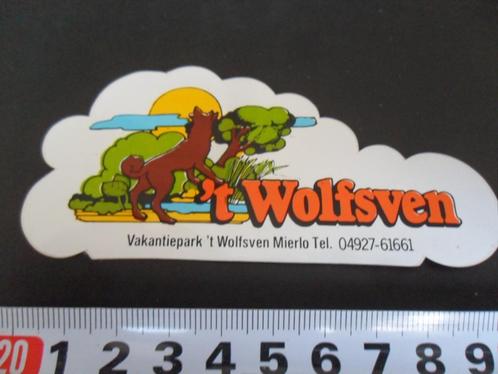 't Wolfsven
Vakantiepark 't Wolfsven Mierlo Tel. 04927-61661
20 1 2 3 4 5 6 7 8 9